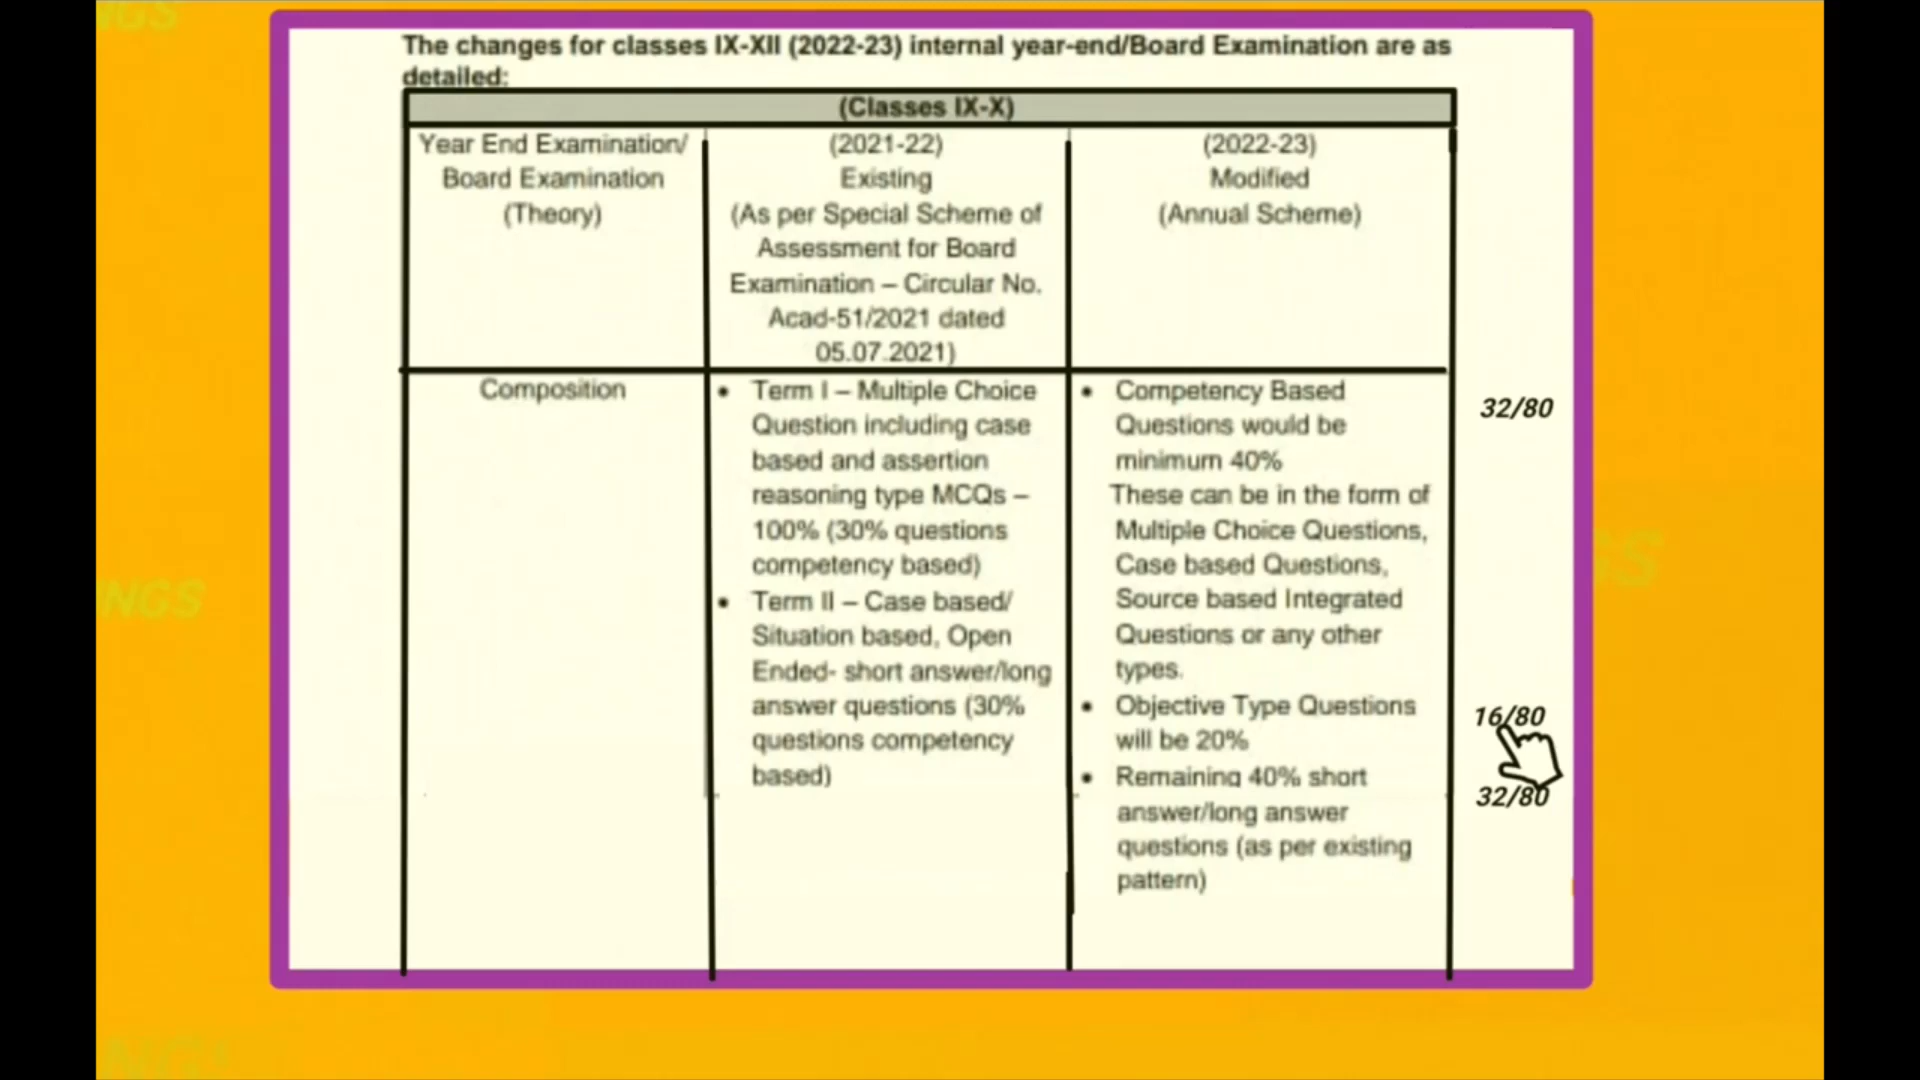 The changes for classes IX-XII (2022-23) internal year-end/Board Examination are as
detailed:
(Classes IX-X)
Year End Examination/
Board Examination
(Theory)
(2021-22)
Existing
(As per Special Scheme of
Assessment for Board
Examination – Circular No.
Acad-51/2021 dated
05.07.2021)
(2022-23)
Modified
(Annual Scheme)
Composition
• Term I – Multiple Choice
Question including case
based and assertion
reasoning type MCQs –
100% (30% questions
competency based)
• Term II – Case based/
Situation based, Open
Ended- short answer/long
answer questions (30%
questions competency
based)
• Competency Based
Questions would be
minimum 40%
These can be in the form of
Multiple Choice Questions,
Case based Questions,
Source based Integrated
Questions or any other
types.
• Objective Type Questions
will be 20%
• Remaining 40% short
answer/long answer
questions (as per existing
pattern)
32/80
16/80
32/80